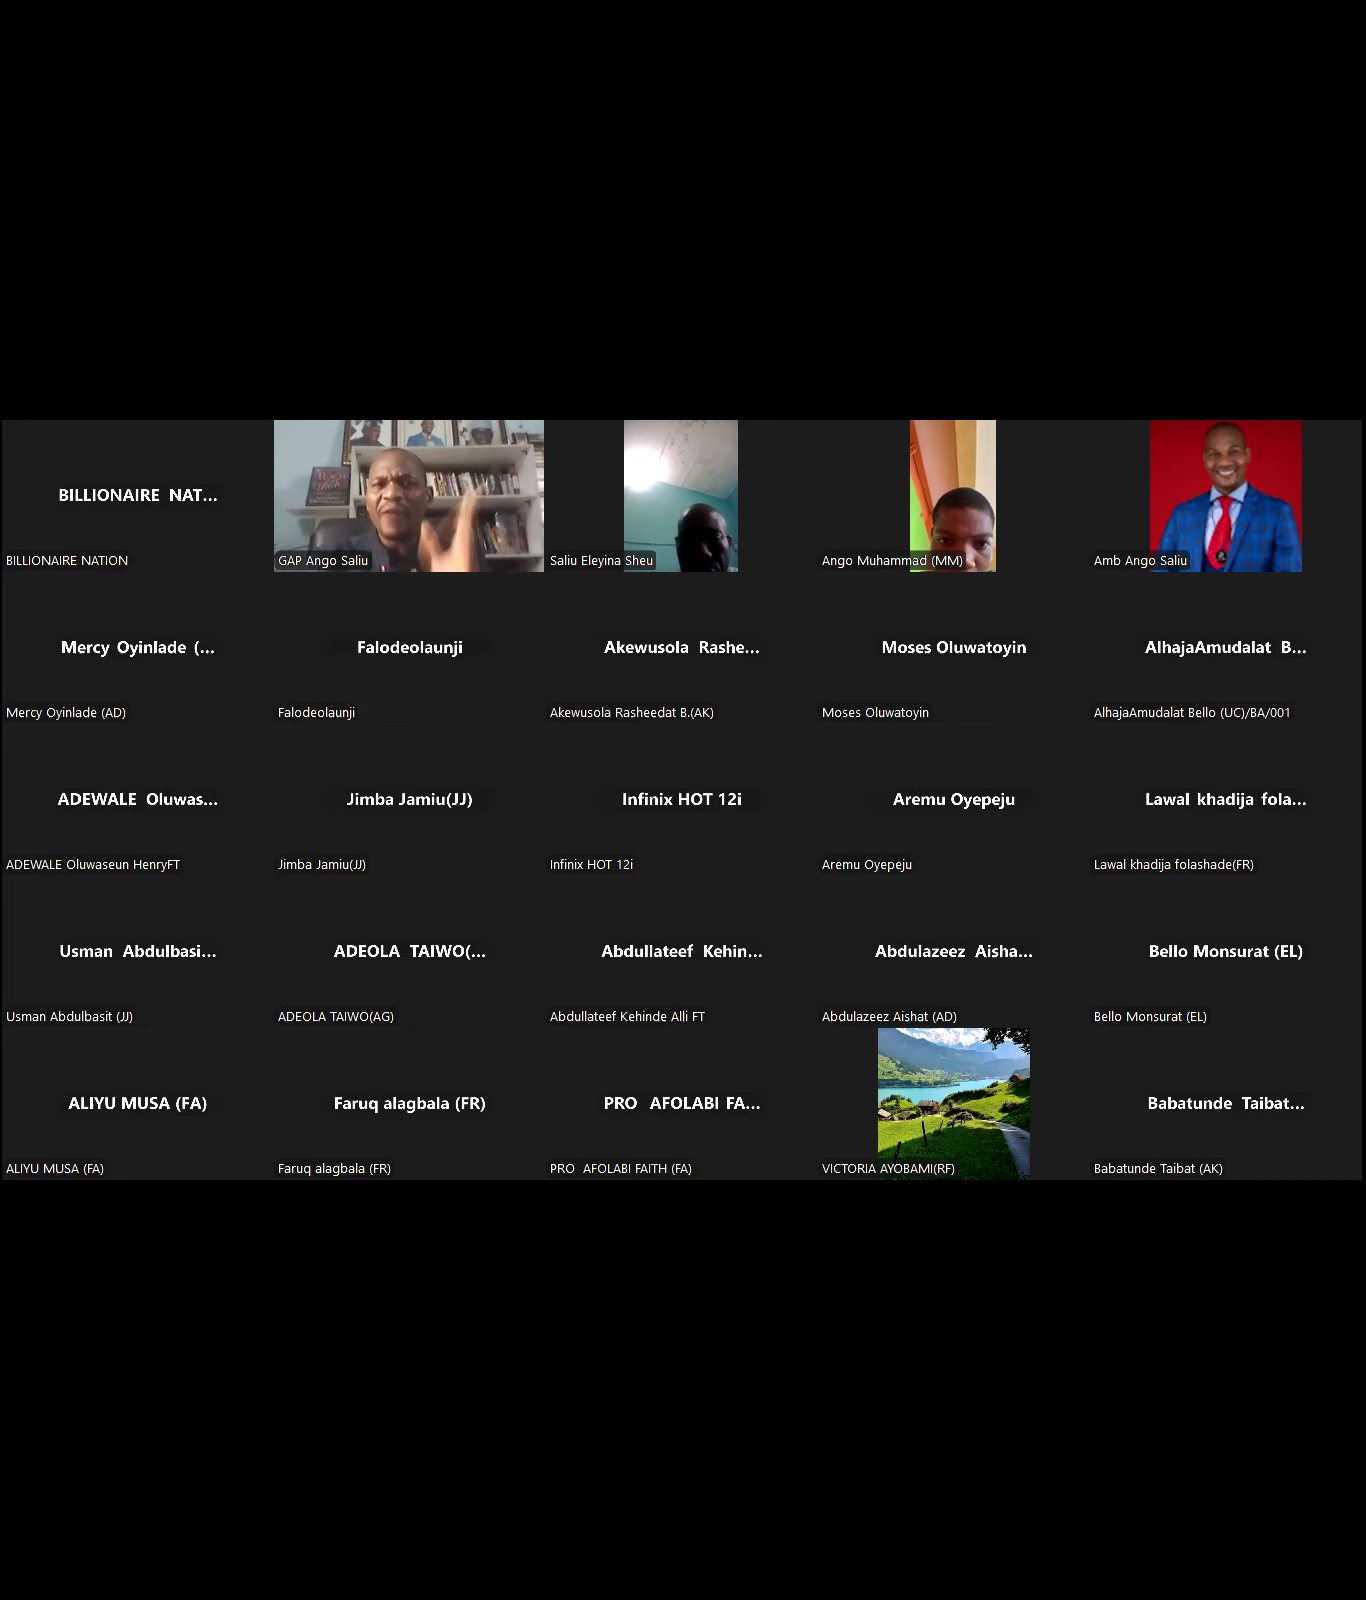 BILLIONAIRE NAT...
BILLIONAIRE NATION
GAP Ango Saliu
Saliu Eleyina Sheu
Ango Muhammad (MM)
Amb Ango Saliu
Mercy Oyinlade (...
Falodeolaunji
Akewusola Rashe...
Moses Oluwatoyin
AlhajaAmudalat B...
Mercy Oyinlade (AD)
Falodeolaunji
Akewusola Rasheedat B.(AK)
Moses Oluwatoyin
AlhajaAmudalat Bello (UC)/BA/001
ADEWALE Oluwas...
Jimba Jamiu(JJ)
Infinix HOT 12i
Aremu Oyepeju
Lawal khadija fola...
ADEWALE Oluwaseun HenryFT
Jimba Jamiu(JJ)
Infinix HOT 12i
Aremu Oyepeju
Lawal khadija folashade(FR)
Usman Abdulbasi...
ADEOLA TAIWO(...
Abdullateef Kehin...
Abdulazeez Aisha...
Bello Monsurat (EL)
Usman Abdulbasit (JJ)
ADEOLA TAIWO(AG)
Abdullateef Kehinde Alli FT
Abdulazeez Aishat (AD)
Bello Monsurat (EL)
ALIYU MUSA (FA)
Faruq alagbala (FR)
PRO AFOLABI FA...
Babatunde Taibat...
ALIYU MUSA (FA)
Faruq alagbala (FR)
PRO AFOLABI FAITH (FA)
VICTORIA AYOBAMI(RF)
Babatunde Taibat (AK)